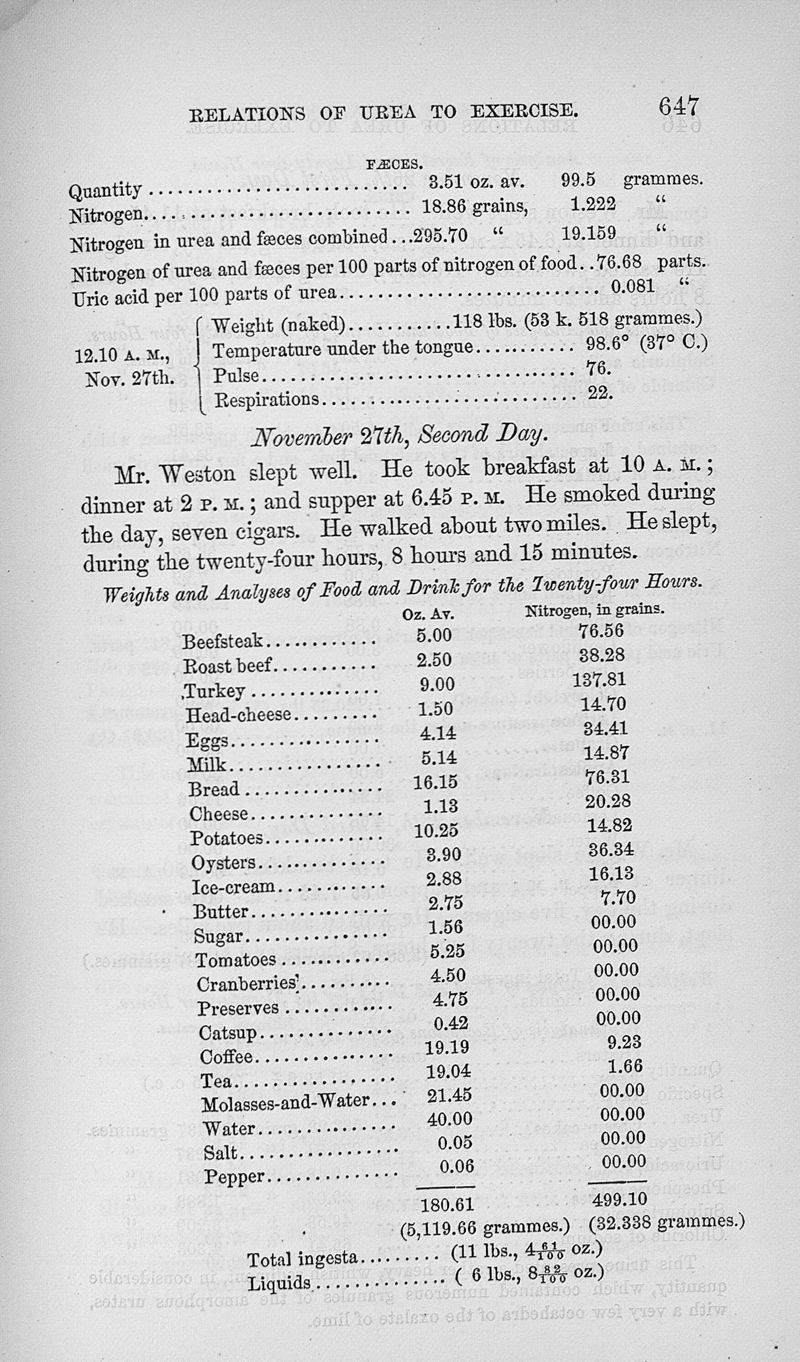 RELATIONS OF UREA TO EXERCISE. 647
FÆCES.
Quantity ........................... 3.51 oz. av. 99.5 grammes.
Nitrogen........................... 18.86 grains, 1.222 "
Nitrogen in urea and fæces combined...295.70 " 19.159 "
Nitrogen of urea and fæces per 100 parts of nitrogen of food..76.68 parts.
Uric acid per 100 parts of urea........................... 0.081 "
12.10 A. M., Nov. 27th.
Weight (naked)...........118 lbs. (53 k. 518 grammes.)
Temperature under the tongue........... 98.6° (37° C.)
Pulse................................. 76.
Respirations........................... 22.
November 27th, Second Day.
Mr. Weston slept well. He took breakfast at 10 A. M.;
dinner at 2 P. M.; and supper at 6.45 P. M. He smoked during
the day, seven cigars. He walked about two miles. He slept,
during the twenty-four hours, 8 hours and 15 minutes.
Weights and Analyses of Food and Drink for the Twenty-four Hours.
Oz. Av. Nitrogen, in grains.
Beefsteak............ 5.00 76.56
Roast beef........... 2.50 38.28
Turkey .............. 9.00 137.81
Head-cheese......... 1.50 14.70
Eggs................ 4.14 34.41
Milk................ 5.14 14.87
Bread ............... 16.15 76.31
Cheese.............. 1.13 20.28
Potatoes............. 10.25 14.82
Oysters.............. 3.90 36.34
Ice-cream............ 2.88 16.13
Butter............... 2.75 7.70
Sugar............... 1.56 00.00
Tomatoes ............ 5.25 00.00
Cranberries.......... 4.50 00.00
Preserves ............ 4.75 00.00
Catsup.............. 0.42 00.00
Coffee............... 19.19 9.23
Tea................. 19.04 1.66
Molasses-and-Water... 21.45 00.00
Water............... 40.00 00.00
Salt................. 0.05 00.00
Pepper.............. 0.06 00.00
180.61 499.10
(5,119.66 grammes.) (32.338 grammes.)
Total ingesta......... (11 lbs., 4 61/100 oz.)
Liquids............... ( 6 lbs., 8 82/100 oz.)